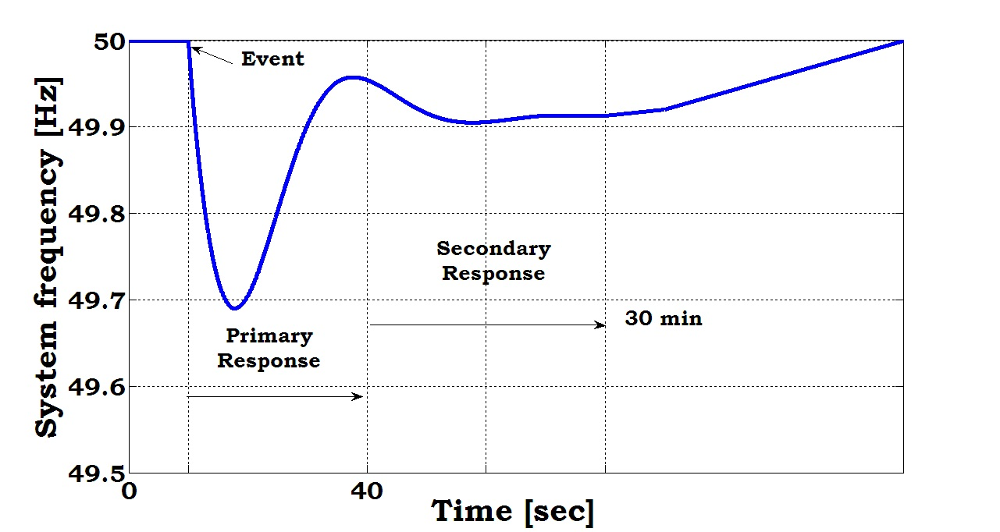 System frequency [Hz]
50
49.9
49.8
49.7
49.6
49.5
Event
Secondary
Response
30 min
Primary
Response
0
40
Time [sec]